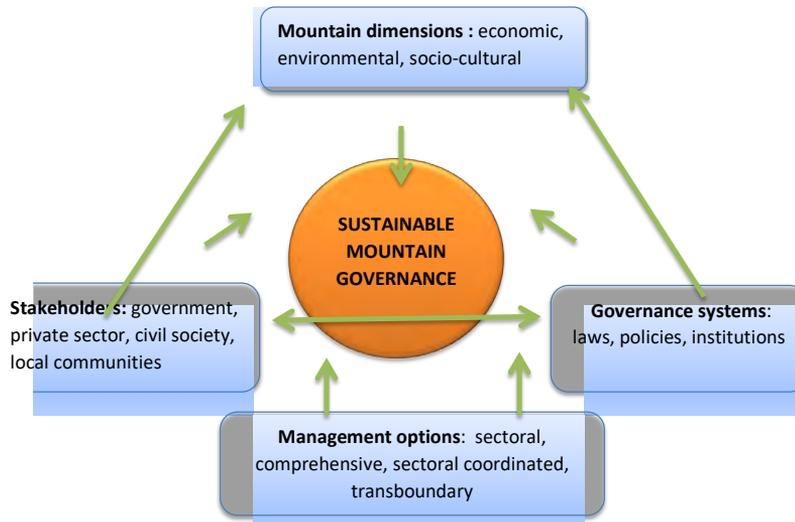 Mountain dimensions : economic,
environmental, socio-cultural
SUSTAINABLE
MOUNTAIN
GOVERNANCE
Stakeholders: government,
private sector, civil society,
local communities
Governance systems:
laws, policies, institutions
Management options: sectoral,
comprehensive, sectoral coordinated,
transboundary